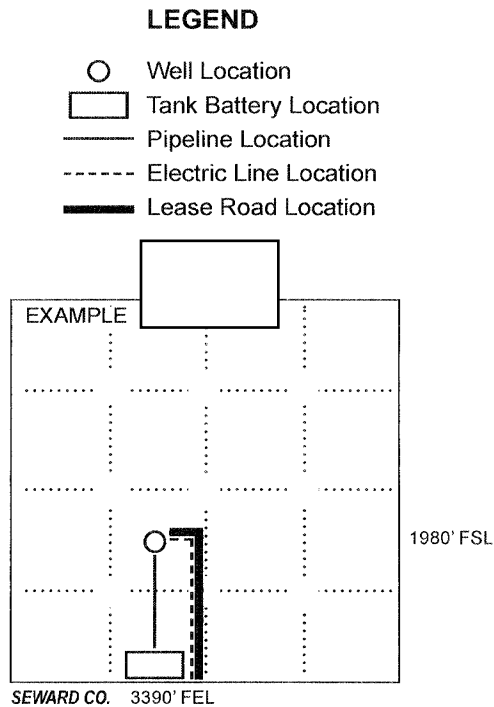 LEGEND
Well Location
Tank Battery Location
Pipeline Location
Electric Line Location
Lease Road Location
EXAMPLE
1980' FSL
SEWARD CO. 3390' FEL